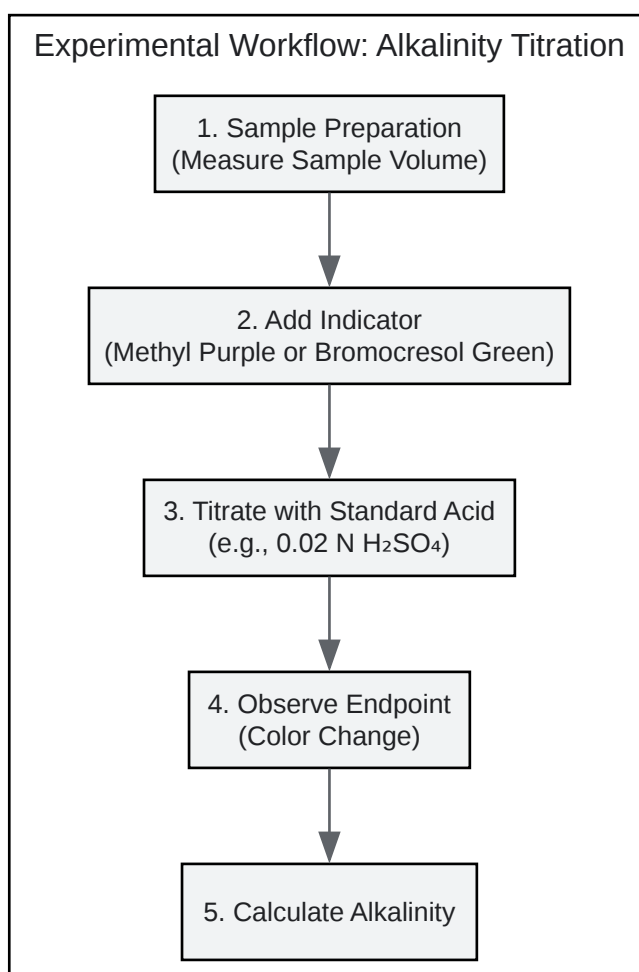 Experimental Workflow: Alkalinity Titration
1. Sample Preparation
(Measure Sample Volume)
2. Add Indicator
(Methyl Purple or Bromocresol Green)
3. Titrate with Standard Acid
(e.g., 0.02 N H₂SO₄)
4. Observe Endpoint
(Color Change)
5. Calculate Alkalinity